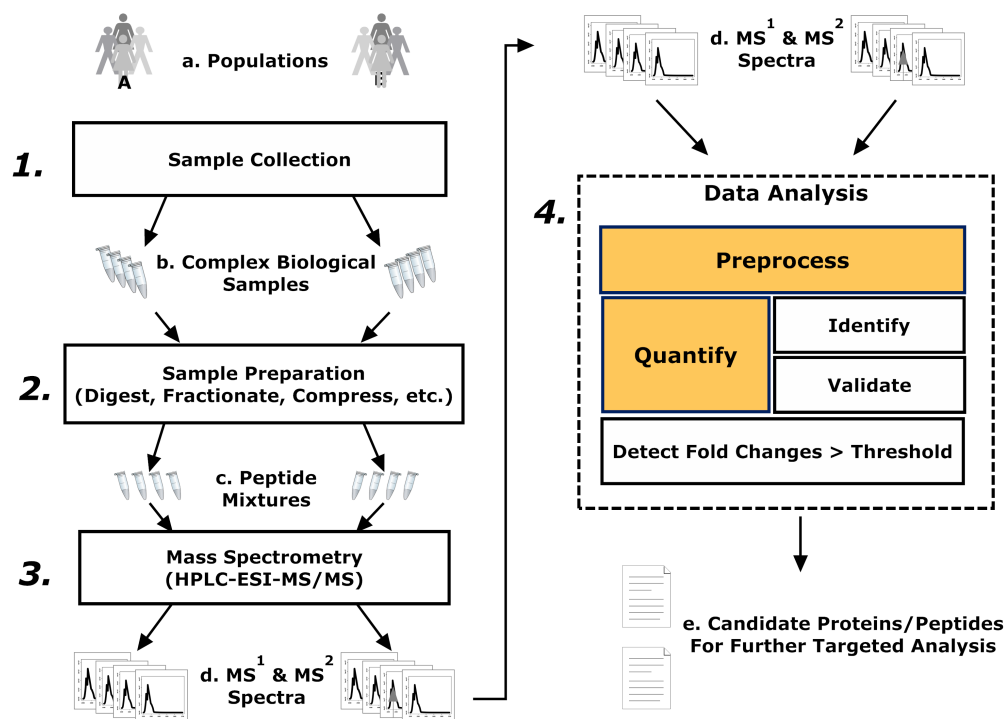 a. Populations
A
1.
Sample Collection
b. Complex Biological
Samples
2.
Sample Preparation
(Digest, Fractionate, Compress, etc.)
c. Peptide
Mixtures
3.
Mass Spectrometry
(HPLC-ESI-MS/MS)
d. MS¹ & MS²
Spectra
d. MS¹ & MS²
Spectra
4.
Data Analysis
Preprocess
Quantify
Identify
Validate
Detect Fold Changes > Threshold
e. Candidate Proteins/Peptides
For Further Targeted Analysis